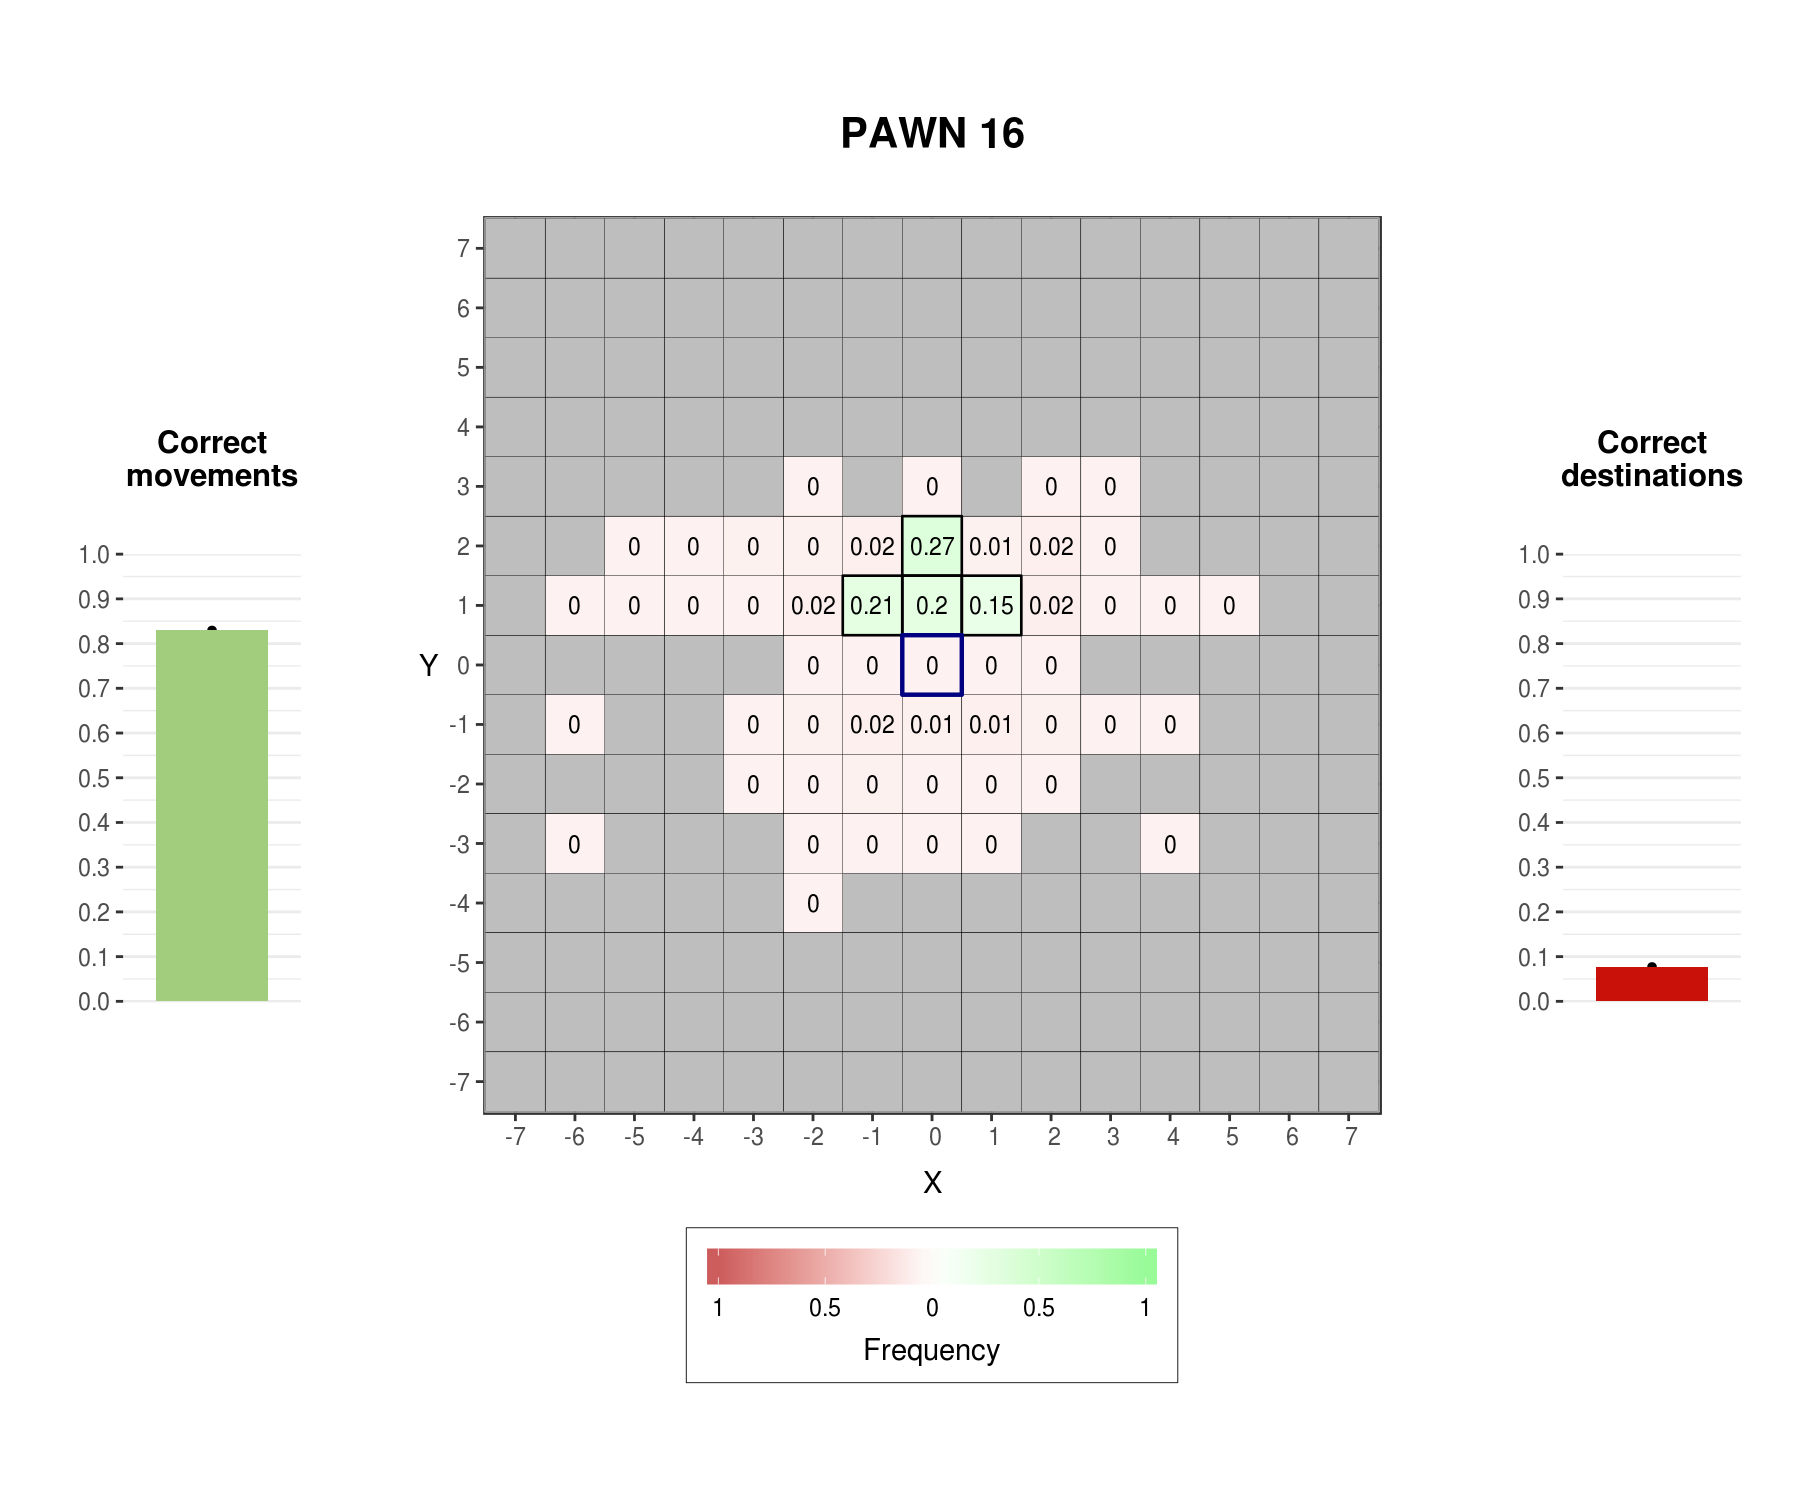 PAWN 16
Correct
movements
1.0
0.9
0.8
0.7
0.6
0.5
0.4
0.3
0.2
0.1
0.0
Y
7
6
5
4
3 0 0 0 0
2 0 0 0 0 0.02 0.27 0.01 0.02 0
1 0 0 0 0 0.02 0.21 0.2 0.15 0.02 0 0 0
0 0 0 0 0 0
-1 0 0 0 0.02 0.01 0.01 0 0 0
-2 0 0 0 0 0 0
-3 0 0 0 0 0 0
-4 0
-5
-6
-7
-7 -6 -5 -4 -3 -2 -1 0 1 2 3 4 5 6 7
X
1 0.5 0 0.5 1
Frequency
Correct
destinations
1.0
0.9
0.8
0.7
0.6
0.5
0.4
0.3
0.2
0.1
0.0